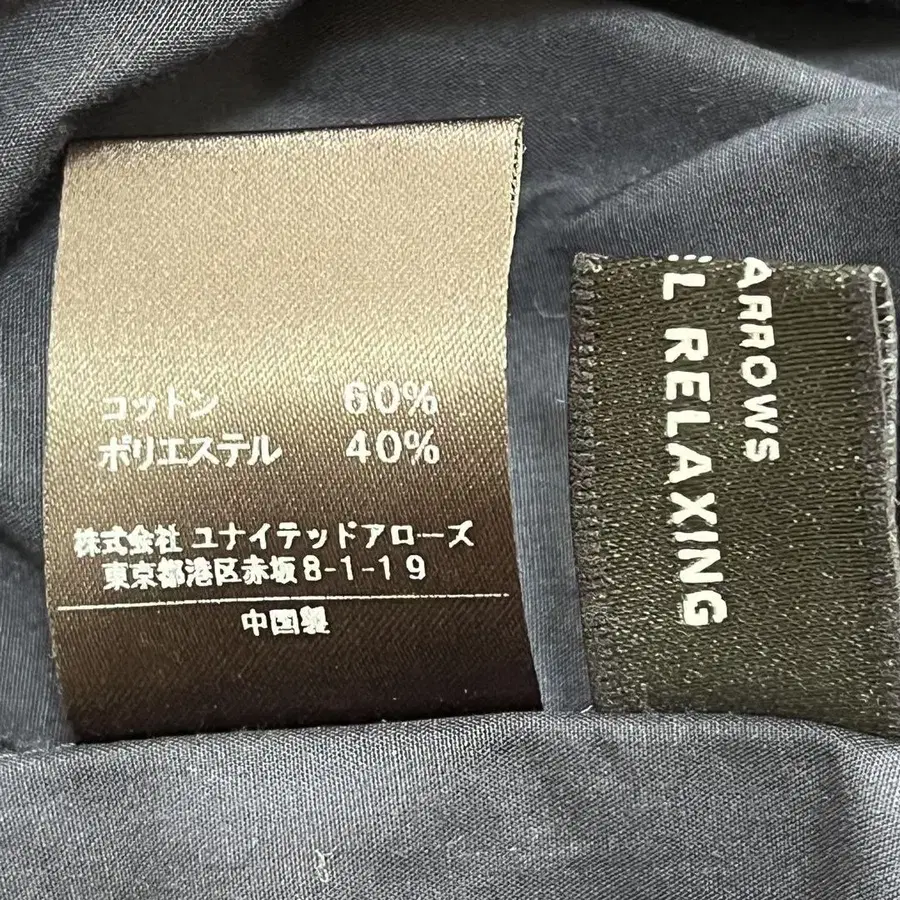 コットン 60%
ポリエステル 40%
株式会社 ユナイテッドアローズ
東京都港区赤坂8-1-19
中国製
ARROWS
L RELAXING